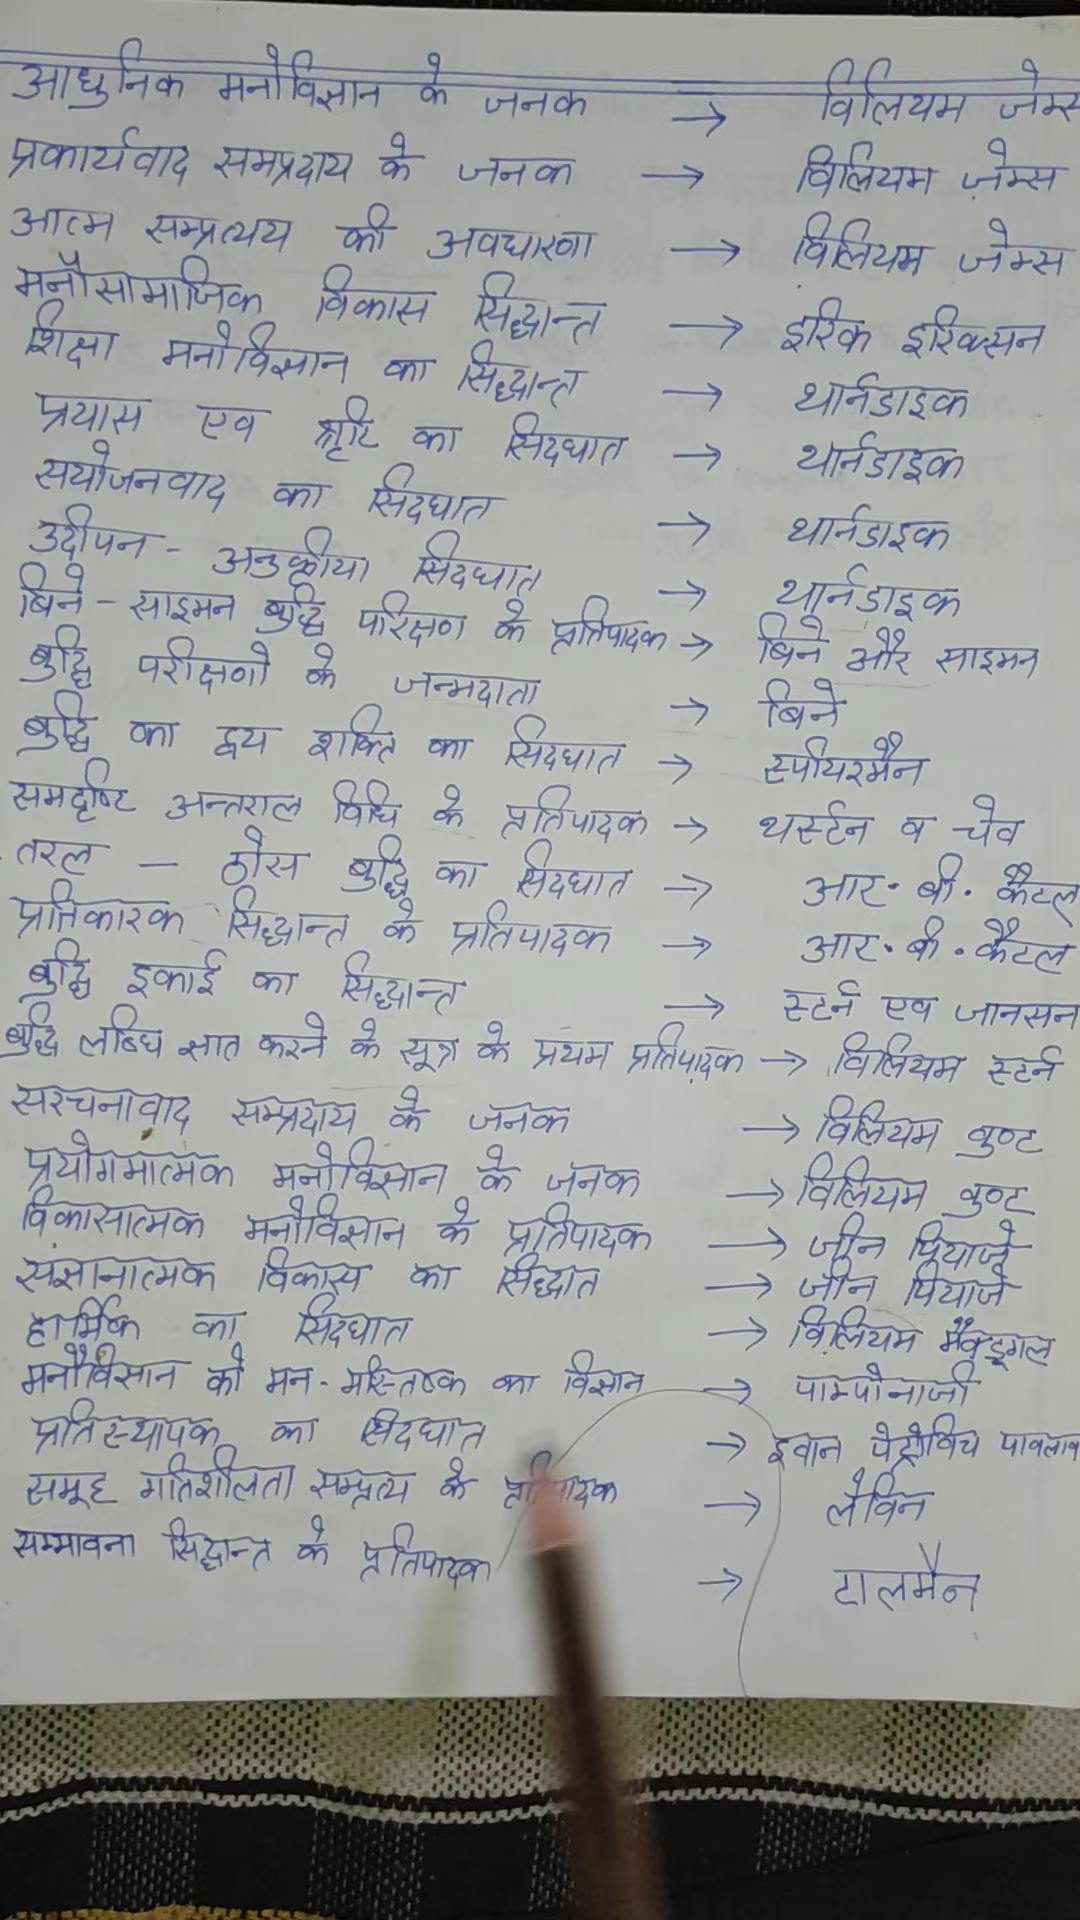 आधुनिक मनोविज्ञान के जनक → विलियम जेम्स
प्रकार्यवाद सम्प्रदाय के जनक → विलियम जेम्स
आत्म सम्प्रत्यय की अवधारणा → विलियम जेम्स
मनोसामाजिक विकास सिद्धान्त → इरिक इरिक्सन
शिक्षा मनोविज्ञान का सिद्धान्त → थार्नडाइक
प्रयास एव त्रृटि का सिदधात → थार्नडाइक
सयोजनवाद का सिदधात → थार्नडाइक
उदीपन - अनुक्रीया सिदधात → थार्नडाइक
बिने - साइमन बुद्धि परिक्षण के प्रतिपादक → बिने और साइमन
बुद्धि परीक्षणो के जन्मदाता → बिने
बुद्धि का द्वय शक्ति का सिदधात → स्पीयरमैन
समदृष्टि अन्तराल विधि के प्रतिपादक → थर्स्टन व चेव
तरल - ठोस बुद्धि का सिदधात → आर. बी. कैटल
प्रतिकारक सिद्धान्त के प्रतिपादक → आर. बी. कैटल
बुद्धि इकाई का सिद्धान्त → स्टर्न एव जानसन
बुद्धि लब्धि ज्ञात करने के सूत्र के प्रथम प्रतिपादक → विलियम स्टर्न
सरचनावाद सम्प्रदाय के जनक → विलियम वुण्ट
प्रयोगमात्मक मनोविज्ञान के जनक → विलियम वुण्ट
विकासात्मक मनोविज्ञान के प्रतिपादक → जीन पियाजे
संज्ञानात्मक विकास का सिद्धात → जीन पियाजे
हार्मिक का सिदधात → विलियम मैक्डूगल
मनोविज्ञान को मन - मस्तिष्क का विज्ञान → पाम्पोनाजी
प्रतिस्थापक का सिदधात → इवान पेट्रोविच पावलाव
समूह गतिशीलता सम्प्रत्य के प्रतिपादक → लेविन
सम्भावना सिद्धान्त के प्रतिपादक → टालमैन